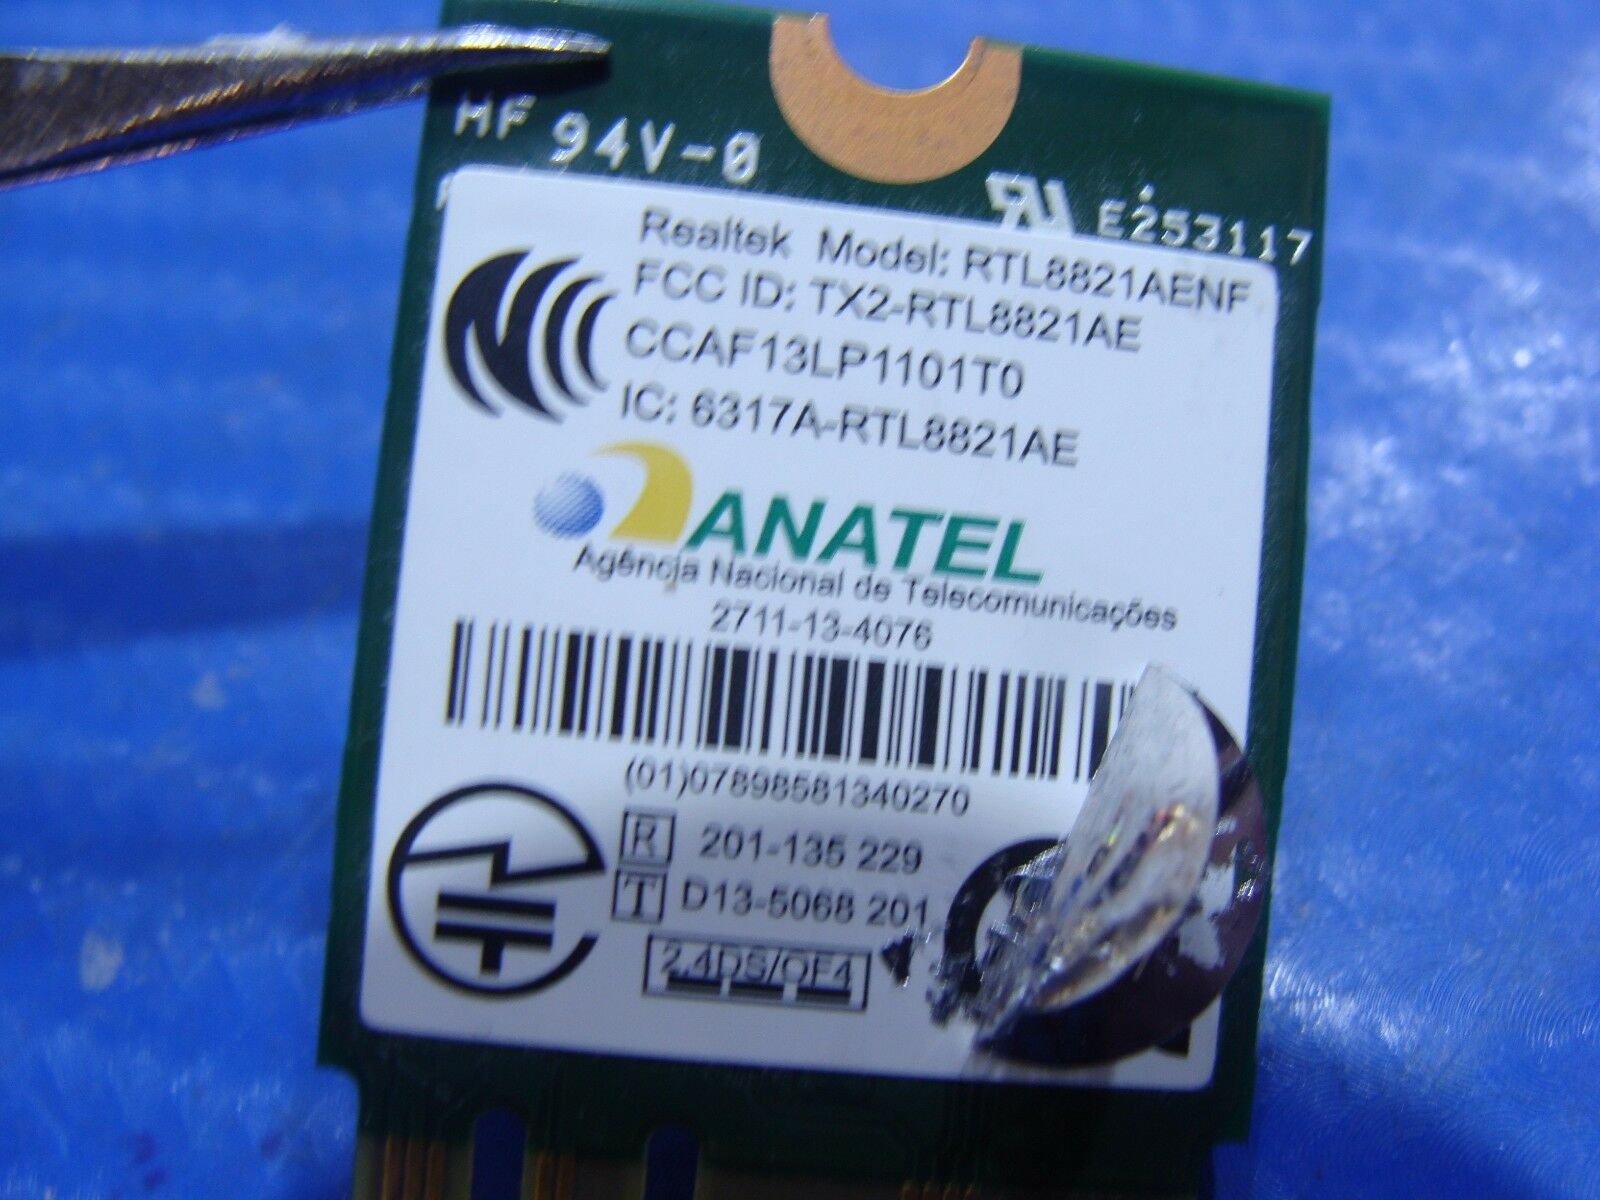 HF 94V-0
E253117
Realtek Model: RTL8821AENF
FCC ID: TX2-RTL8821AE
CCAF13LP1101T0
IC: 6317A-RTL8821AE
ANATEL
Agência Nacional de Telecomunicações
2711-13-4076
(01)07898581340270
R 201-135 229
T D13-5068 201
2.4DS/OF4